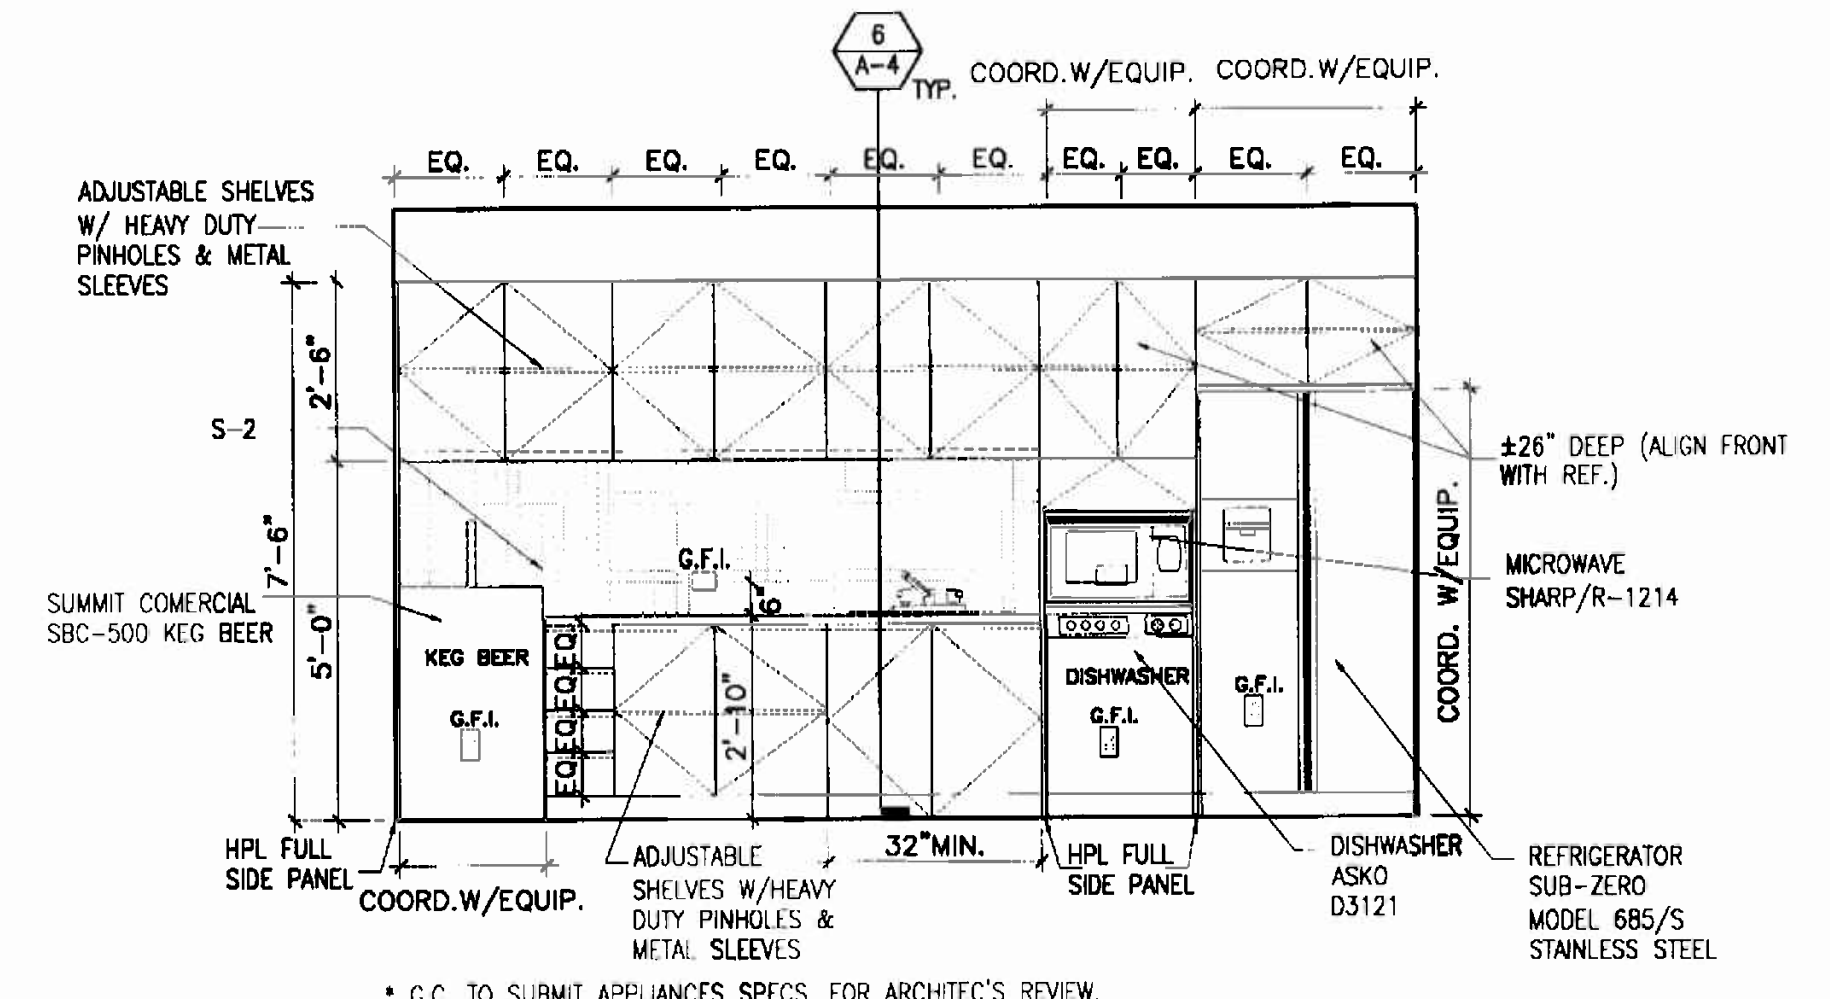 6
A-4
TYP.
COORD.W/EQUIP. COORD.W/EQUIP.
EQ. EQ. EQ. EQ. EQ. EQ. EQ. EQ. EQ. EQ.
ADJUSTABLE SHELVES
W/ HEAVY DUTY
PINHOLES & METAL
SLEEVES
2'-6"
S-2
7'-6"
5'-0"
SUMMIT COMERCIAL
SBC-500 KEG BEER
KEG BEER
G.F.I.
G.F.I.
6"
EQ.
EQ.
EQ.
EQ.
2'-10"
DISHWASHER
G.F.I.
G.F.I.
±26" DEEP (ALIGN FRONT
WITH REF.)
COORD. W/EQUIP.
MICROWAVE
SHARP/R-1214
HPL FULL
SIDE PANEL
COORD.W/EQUIP.
ADJUSTABLE
SHELVES W/HEAVY
DUTY PINHOLES &
METAL SLEEVES
32"MIN.
HPL FULL
SIDE PANEL
DISHWASHER
ASKO
D3121
REFRIGERATOR
SUB-ZERO
MODEL 685/S
STAINLESS STEEL
* G.C. TO SUBMIT APPLIANCES SPECS. FOR ARCHITEC'S REVIEW.